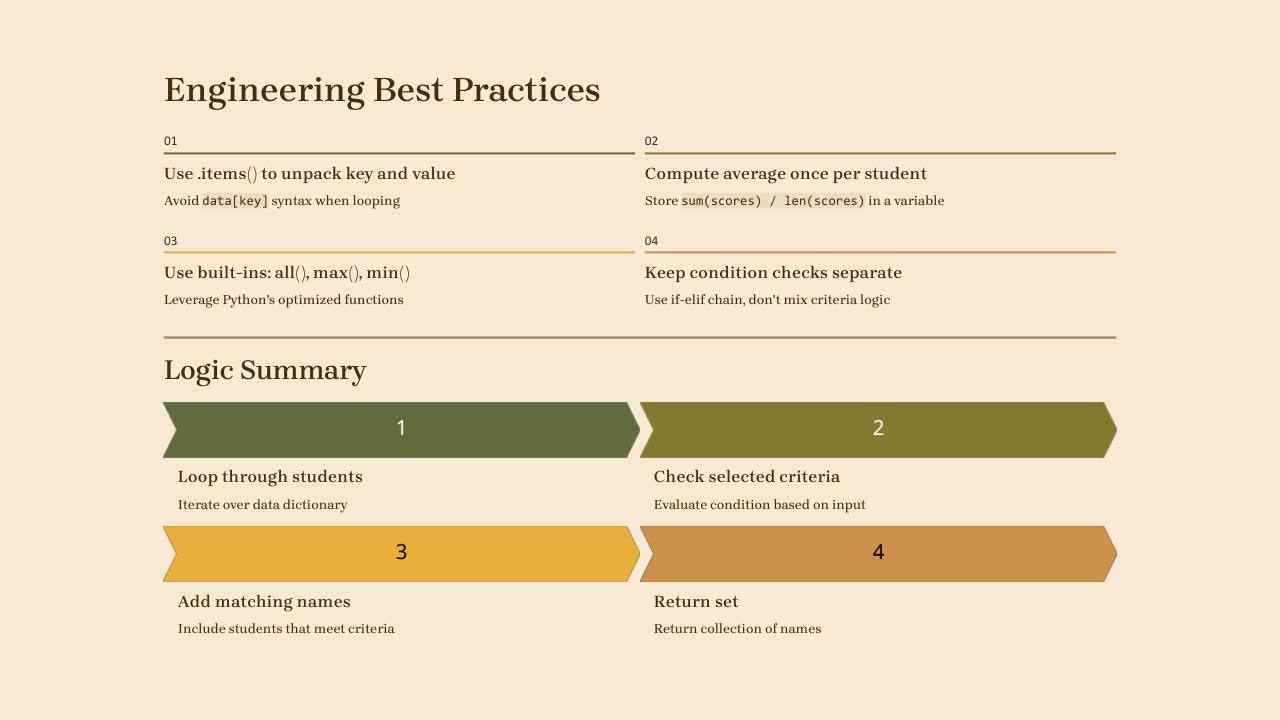 Engineering Best Practices
01
Use .items() to unpack key and value
Avoid data[key] syntax when looping
02
Compute average once per student
Store sum(scores) / len(scores) in a variable
03
Use built-ins: all(), max(), min()
Leverage Python's optimized functions
04
Keep condition checks separate
Use if-elif chain, don't mix criteria logic
Logic Summary
1
Loop through students
Iterate over data dictionary
2
Check selected criteria
Evaluate condition based on input
3
Add matching names
Include students that meet criteria
4
Return set
Return collection of names